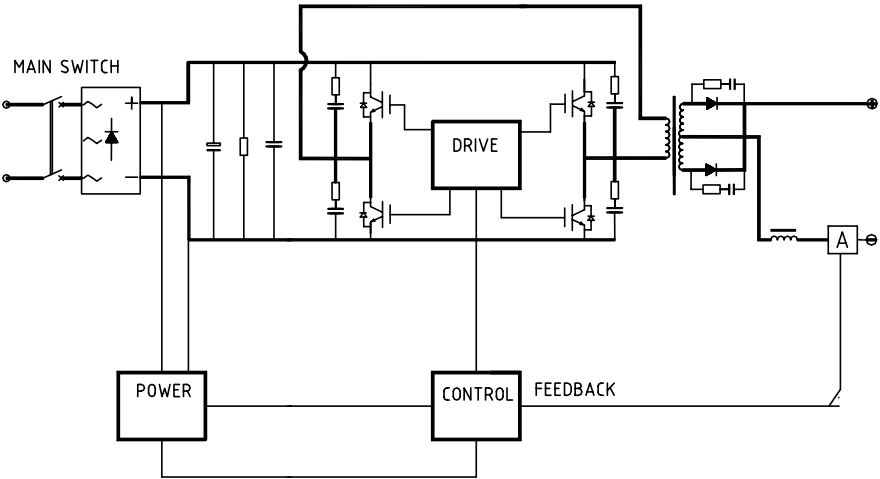 MAIN SWITCH
DRIVE
A
POWER
CONTROL
FEEDBACK